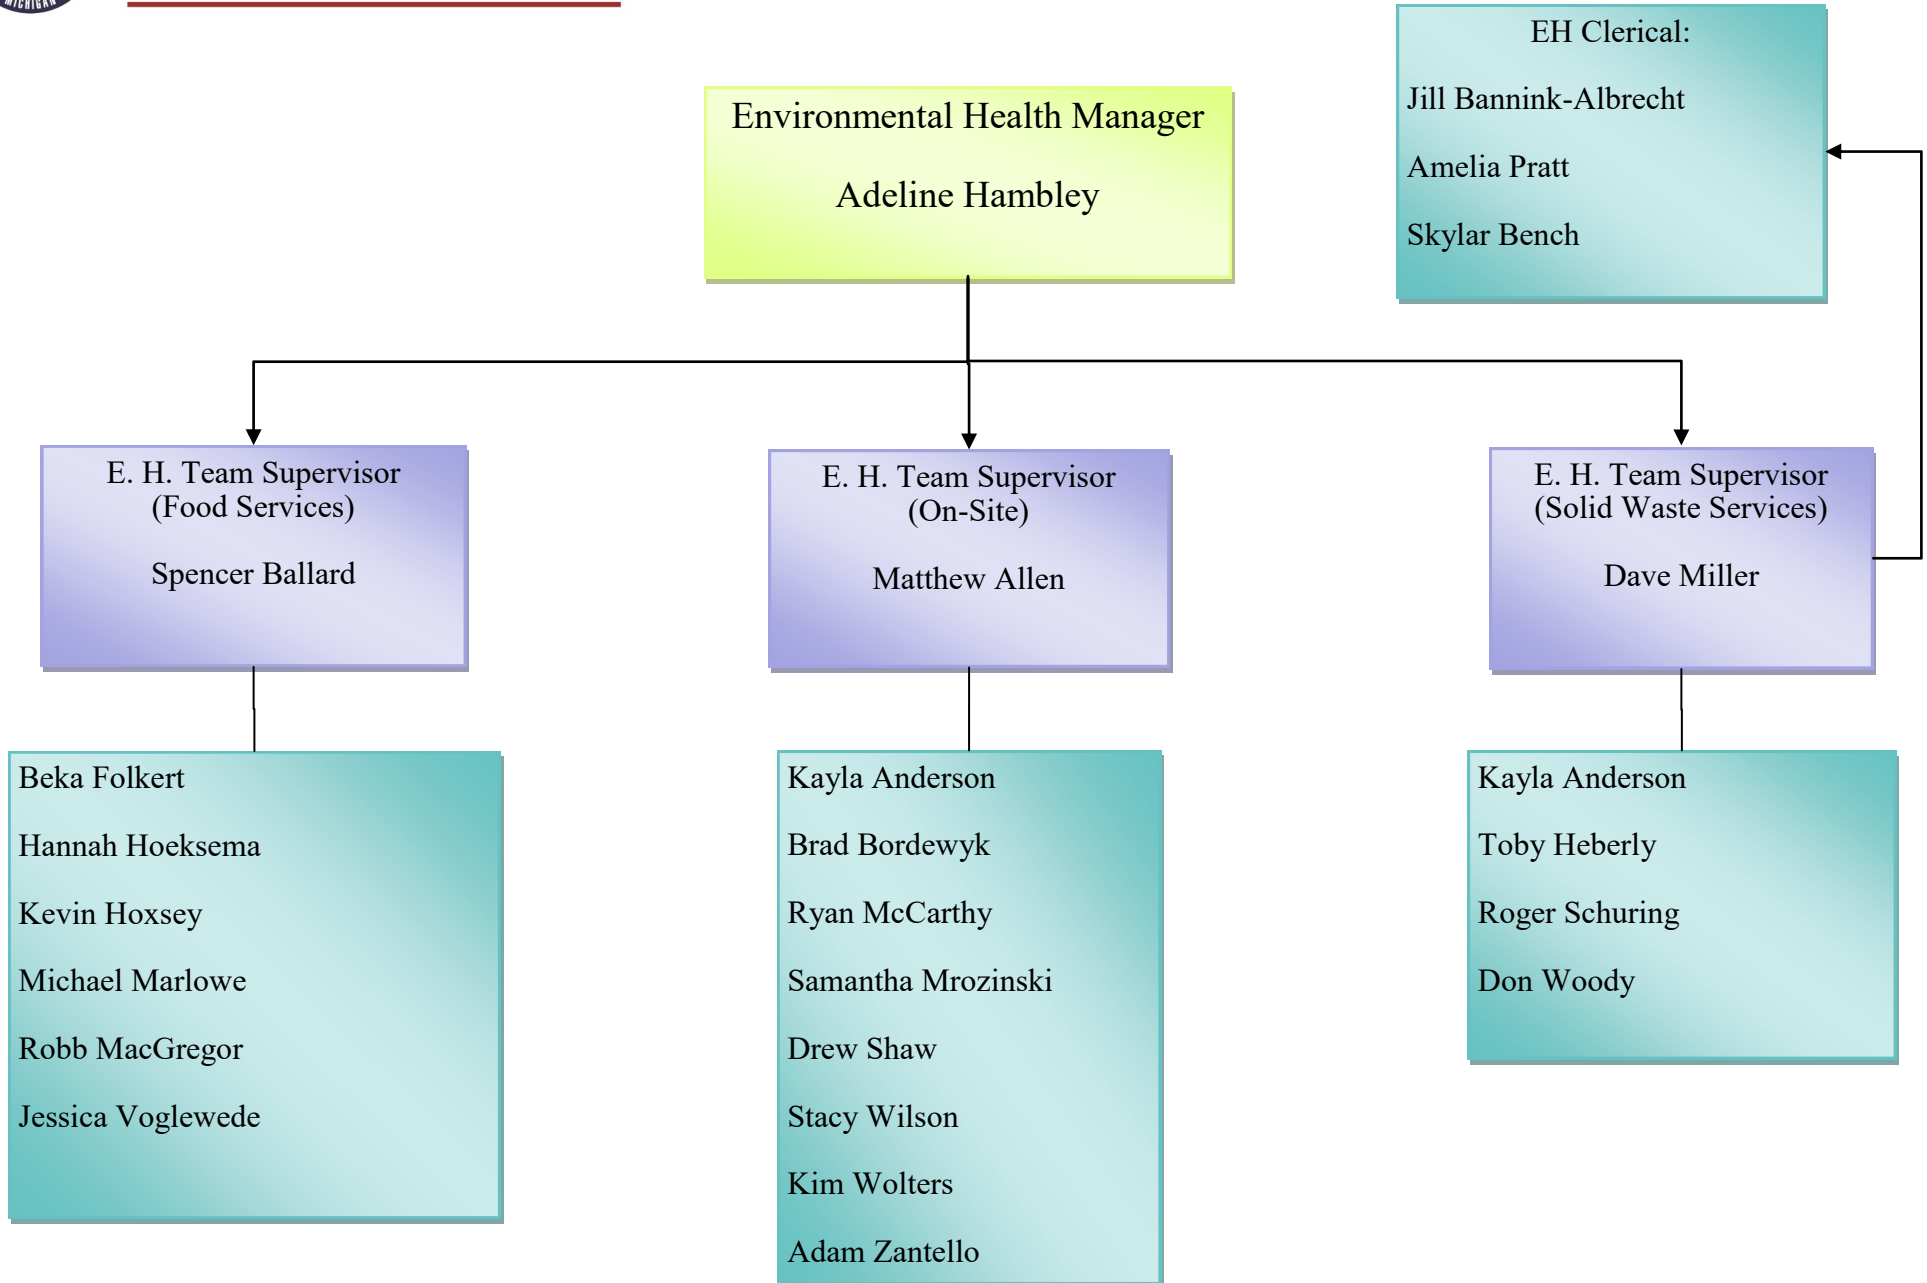 MICHIGAN
EH Clerical:
Jill Bannink-Albrecht
Amelia Pratt
Skylar Bench
Environmental Health Manager
Adeline Hambley
E. H. Team Supervisor
(Food Services)
Spencer Ballard
E. H. Team Supervisor
(On-Site)
Matthew Allen
E. H. Team Supervisor
(Solid Waste Services)
Dave Miller
Beka Folkert
Hannah Hoeksema
Kevin Hoxsey
Michael Marlowe
Robb MacGregor
Jessica Voglewede
Kayla Anderson
Brad Bordewyk
Ryan McCarthy
Samantha Mrozinski
Drew Shaw
Stacy Wilson
Kim Wolters
Adam Zantello
Kayla Anderson
Toby Heberly
Roger Schuring
Don Woody